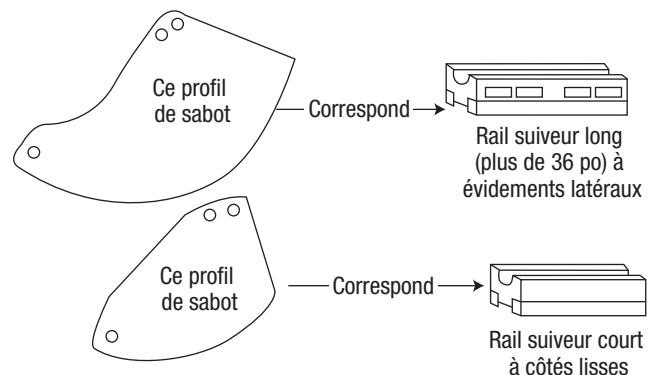 Ce profil
de sabot
Correspond
Rail suiveur long
(plus de 36 po) à
évidements latéraux
Ce profil
de sabot
Correspond
Rail suiveur court
à côtés lisses